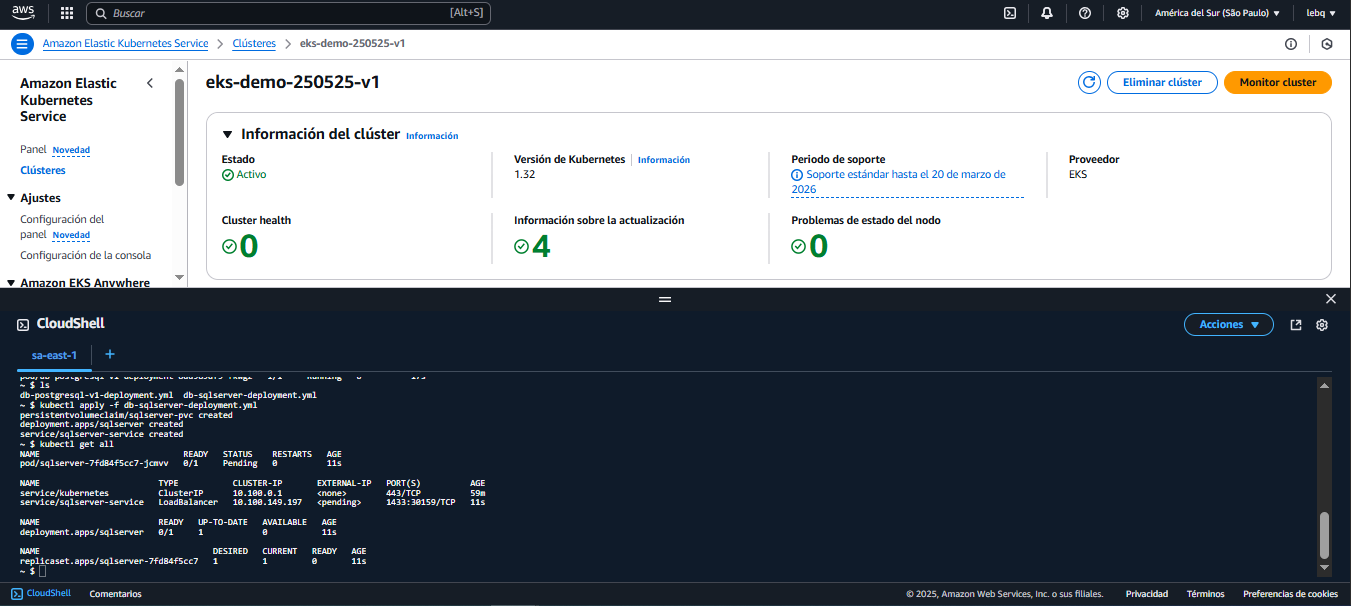 aws
Buscar
[Alt+S]
América del Sur (São Paulo)
lebq
Amazon Elastic Kubernetes Service
Clústeres
eks-demo-250525-v1
Amazon Elastic
Kubernetes
Service
Panel Novedad
Clústeres
Ajustes
Configuración del
panel Novedad
Configuración de la consola
Amazon EKS Anywhere
eks-demo-250525-v1
Eliminar clúster
Monitor cluster
Información del clúster Información
Estado
Activo
Versión de Kubernetes Información
1.32
Periodo de soporte
Soporte estándar hasta el 20 de marzo de
2026
Proveedor
EKS
Cluster health
0
Información sobre la actualización
4
Problemas de estado del nodo
0
CloudShell
Acciones
sa-east-1
~ $ ls
db-postgresql-v1-deployment.yml db-sqlserver-deployment.yml
~ $ kubectl apply -f db-sqlserver-deployment.yml
persistentvolumeclaim/sqlserver-pvc created
deployment.apps/sqlserver created
service/sqlserver-service created
~ $ kubectl get all
NAME READY STATUS RESTARTS AGE
pod/sqlserver-7fd84f5cc7-jcmvv 0/1 Pending 0 11s
NAME TYPE CLUSTER-IP EXTERNAL-IP PORT(S) AGE
service/kubernetes ClusterIP 10.100.0.1 <none> 443/TCP 59m
service/sqlserver-service LoadBalancer 10.100.149.197 <pending> 1433:30159/TCP 11s
NAME READY UP-TO-DATE AVAILABLE AGE
deployment.apps/sqlserver 0/1 1 0 11s
NAME DESIRED CURRENT READY AGE
replicaset.apps/sqlserver-7fd84f5cc7 1 1 0 11s
~ $
CloudShell
Comentarios
© 2025, Amazon Web Services, Inc. o sus filiales.
Privacidad
Términos
Preferencias de cookies